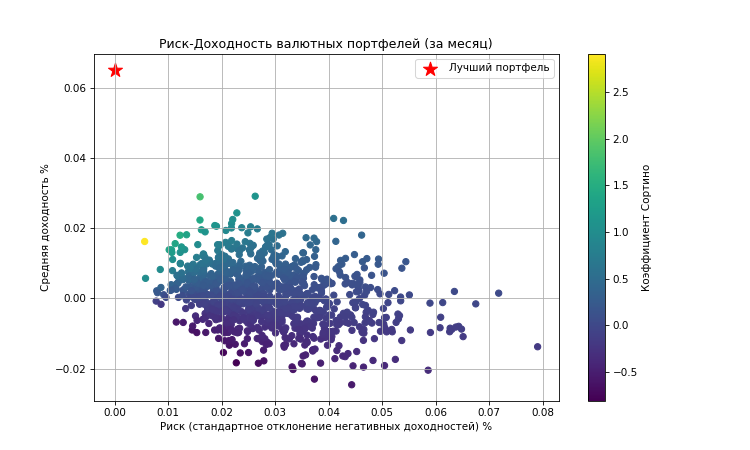 Риск-Доходность валютных портфелей (за месяц)
Лучший портфель
Средняя доходность %
0.06
0.04
0.02
0.00
−0.02
0.00 0.01 0.02 0.03 0.04 0.05 0.06 0.07 0.08
Риск (стандартное отклонение негативных доходностей) %
2.5
2.0
1.5
1.0
0.5
0.0
−0.5
Коэффициент Сортино